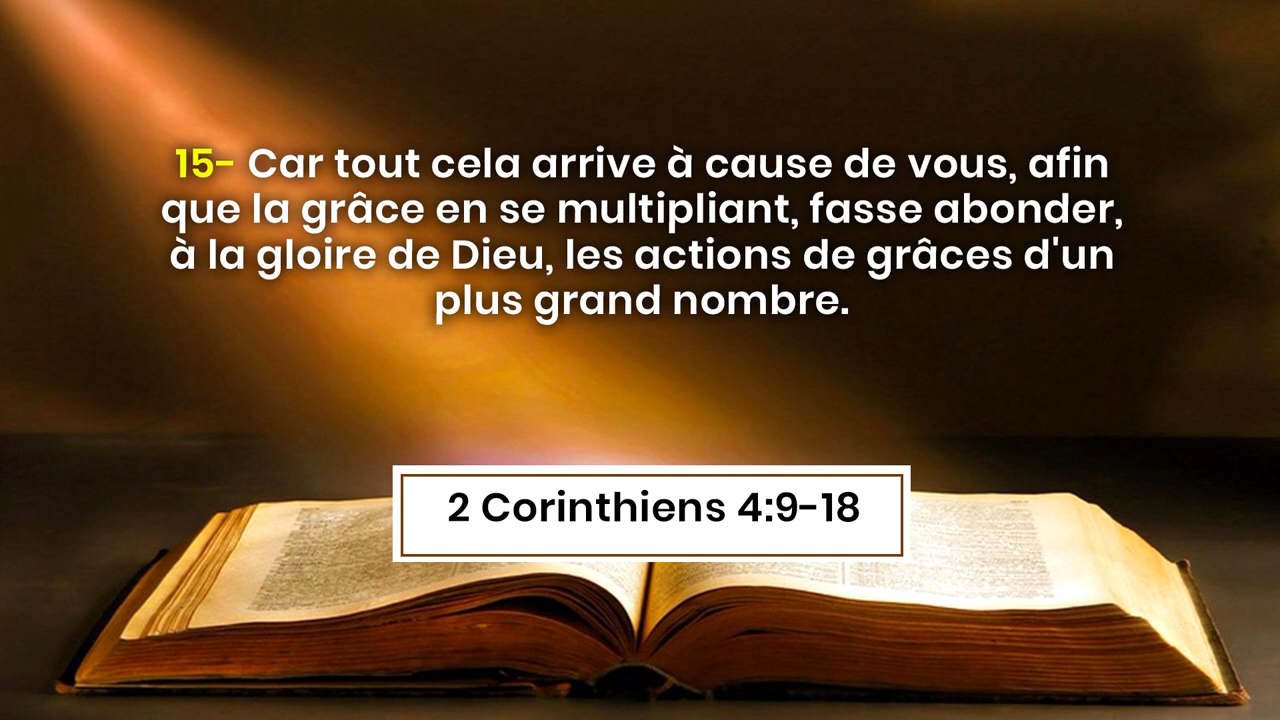 15- Car tout cela arrive à cause de vous, afin
que la grâce en se multipliant, fasse abonder,
à la gloire de Dieu, les actions de grâces d'un
plus grand nombre.
2 Corinthiens 4:9-18